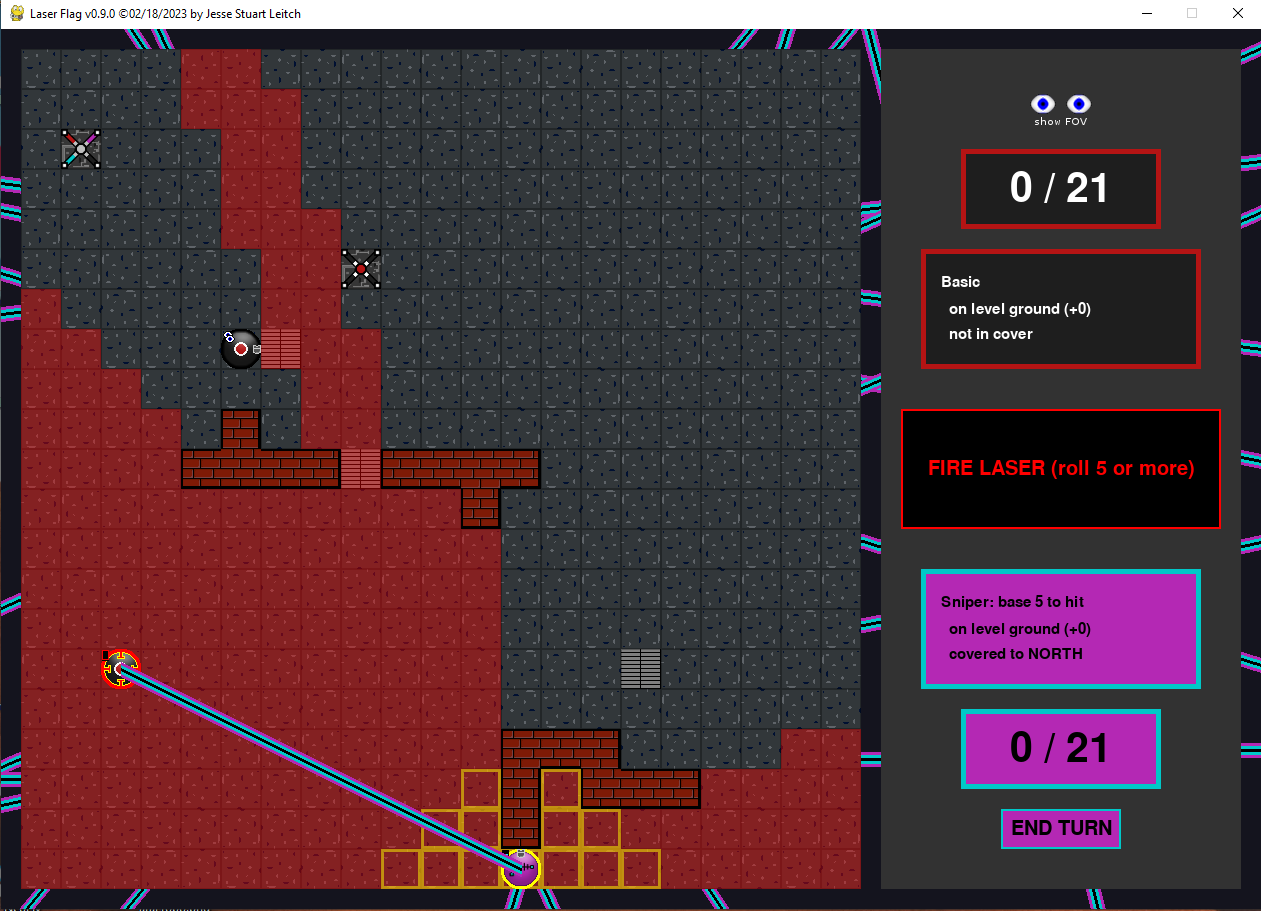 Laser Flag v0.9.0 ©02/18/2023 by Jesse Stuart Leitch
show FOV
0 / 21
Basic
on level ground (+0)
not in cover
FIRE LASER (roll 5 or more)
Sniper: base 5 to hit
on level ground (+0)
covered to NORTH
0 / 21
END TURN